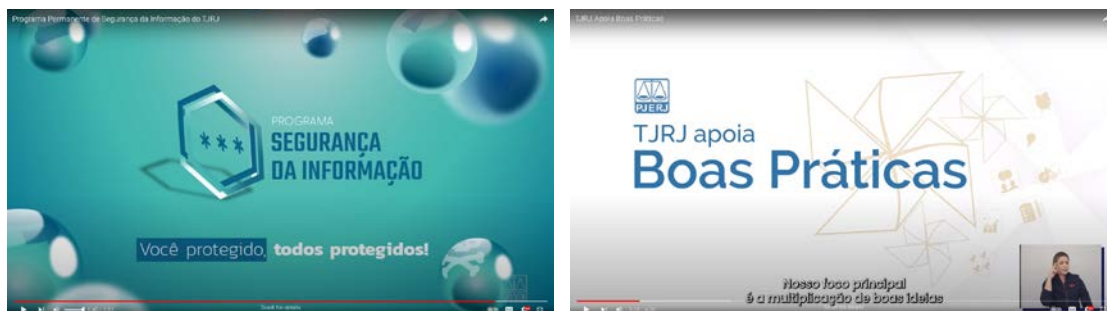 Programa Permanente de Segurança da Informação do TJRJ
PROGRAMA
***
SEGURANÇA
DA INFORMAÇÃO
Você protegido, todos protegidos!
TJRJ Apoia Boas Práticas
PJERJ
TJRJ apoia
Boas Práticas
Nosso foco principal
é a multiplicação de boas ideias